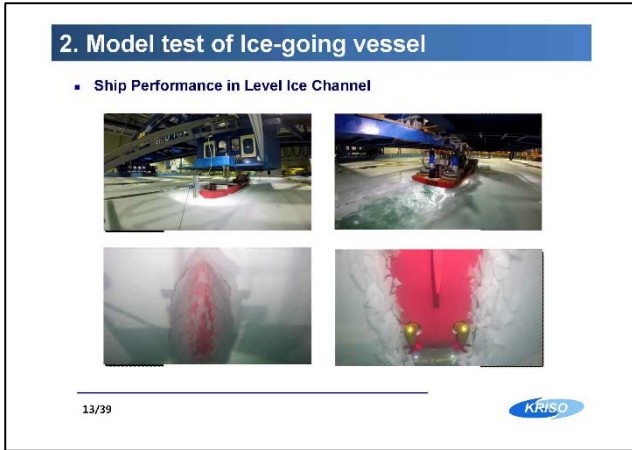 2. Model test of Ice-going vessel
▪ Ship Performance in Level Ice Channel
13/39
KRISO